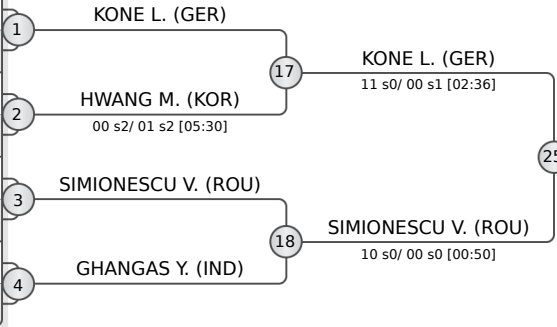 KONE L. (GER)
1
17
KONE L. (GER)
11 s0/ 00 s1 [02:36]
HWANG M. (KOR)
2
00 s2/ 01 s2 [05:30]
25
SIMIONESCU V. (ROU)
3
18
SIMIONESCU V. (ROU)
10 s0/ 00 s0 [00:50]
GHANGAS Y. (IND)
4